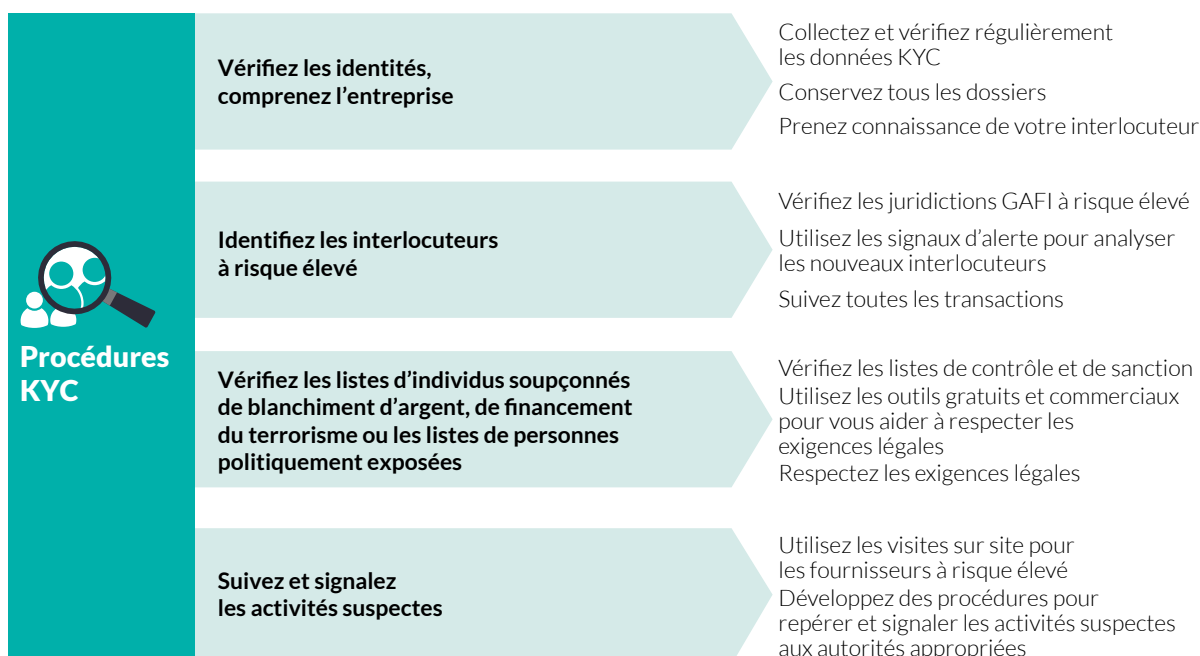 Procédures
KYC
Vérifiez les identités,
comprenez l'entreprise
Collectez et vérifiez régulièrement
les données KYC
Conservez tous les dossiers
Prenez connaissance de votre interlocuteur
Identifiez les interlocuteurs
à risque élevé
Vérifiez les juridictions GAFI à risque élevé
Utilisez les signaux d'alerte pour analyser
les nouveaux interlocuteurs
Suivez toutes les transactions
Vérifiez les listes d'individus soupçonnés
de blanchiment d'argent, de financement
du terrorisme ou les listes de personnes
politiquement exposées
Vérifiez les listes de contrôle et de sanction
Utilisez les outils gratuits et commerciaux
pour vous aider à respecter les
exigences légales
Respectez les exigences légales
Suivez et signalez
les activités suspectes
Utilisez les visites sur site pour
les fournisseurs à risque élevé
Développez des procédures pour
repérer et signaler les activités suspectes
aux autorités appropriées